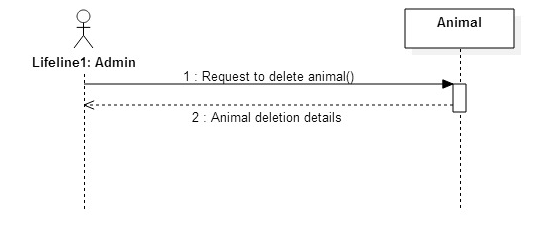 Animal
Lifeline1: Admin
1 : Request to delete animal()
2 : Animal deletion details